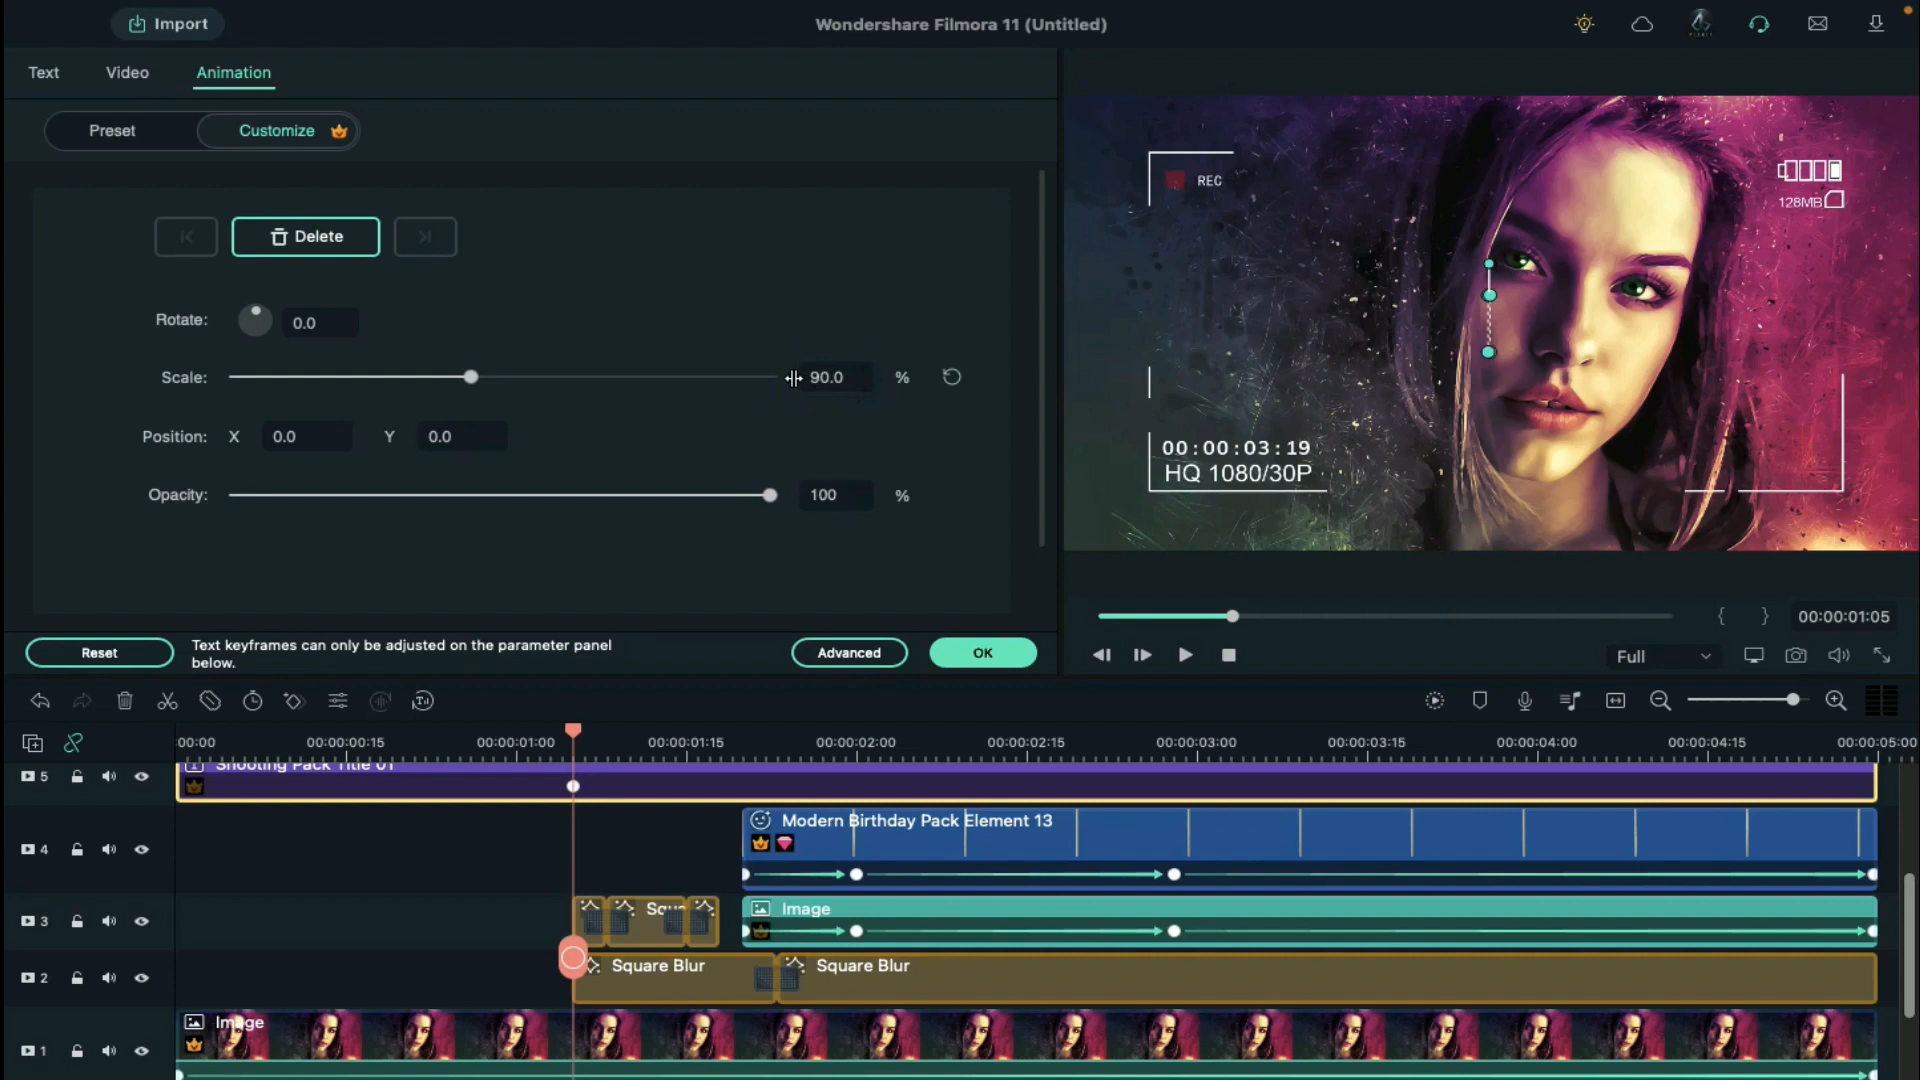 Import
Wondershare Filmora 11 (Untitled)
Text
Video
Animation
Preset
Customize
Delete
Rotate:
0.0
Scale:
90.0
%
Position:
X
0.0
Y
0.0
Opacity:
100
%
Reset
Text keyframes can only be adjusted on the parameter panel
below.
Advanced
OK
REC
128MB
00:00:03:19
HQ 1080/30P
{ }
00:00:01:05
Full
:00:00
00:00:00:15
00:00:01:00
00:00:01:15
00:00:02:00
00:00:02:15
00:00:03:00
00:00:03:15
00:00:04:00
00:00:04:15
00:00:05:00
5
Shooting Pack Title 01
4
Modern Birthday Pack Element 13
3
Squa
Image
2
Square Blur
Square Blur
1
Image